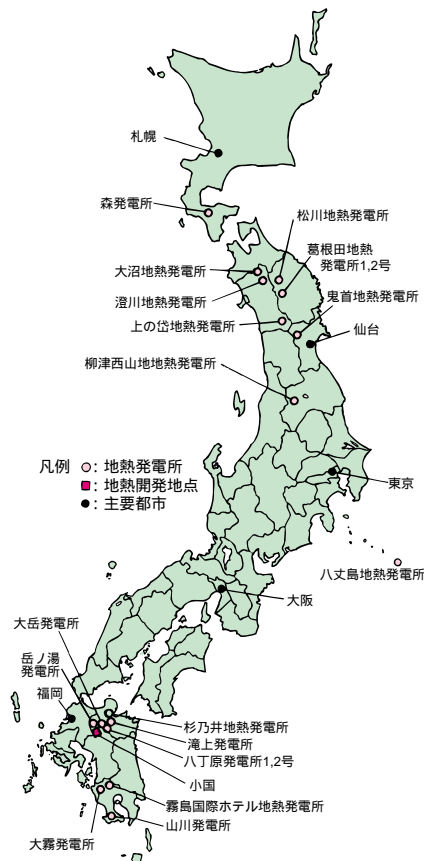 札幌
森発電所
松川地熱発電所
葛根田地熱
発電所1,2号
大沼地熱発電所
澄川地熱発電所
鬼首地熱発電所
上の岱地熱発電所
仙台
柳津西山地地熱発電所
凡例 : 地熱発電所
: 地熱開発地点
: 主要都市
東京
八丈島地熱発電所
大阪
大岳発電所
岳ノ湯
発電所
福岡
杉乃井地熱発電所
滝上発電所
八丁原発電所1,2号
小国
霧島国際ホテル地熱発電所
山川発電所
大霧発電所